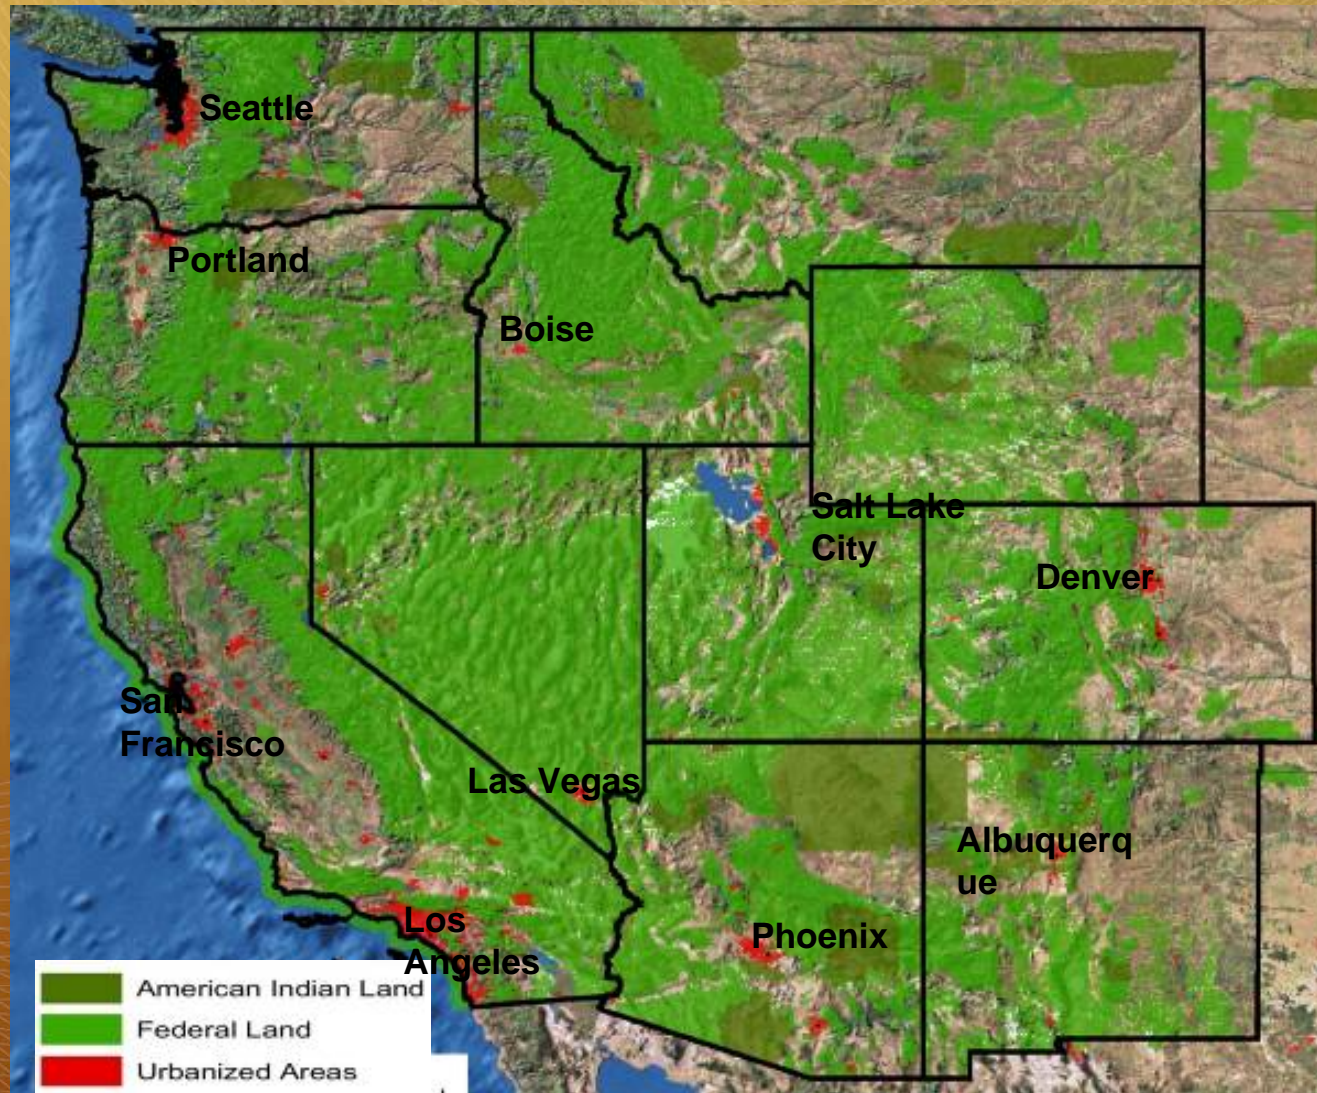 Seattle
Portland
Boise
Salt Lake
City
Denver
San
Francisco
Las Vegas
Albuquerq
ue
Los
Angeles
Phoenix
American Indian Land
Federal Land
Urbanized Areas